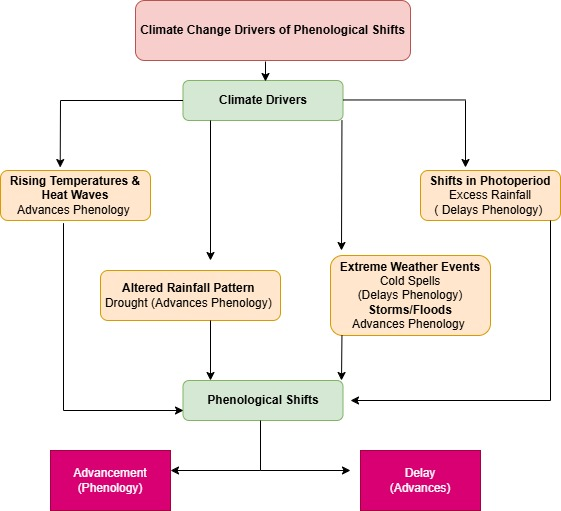 Climate Change Drivers of Phenological Shifts
Climate Drivers
Rising Temperatures &
Heat Waves
Advances Phenology
Shifts in Photoperiod
Excess Rainfall
( Delays Phenology)
Altered Rainfall Pattern
Drought (Advances Phenology)
Extreme Weather Events
Cold Spells
(Delays Phenology)
Storms/Floods
Advances Phenology
Phenological Shifts
Advancement
(Phenology)
Delay
(Advances)